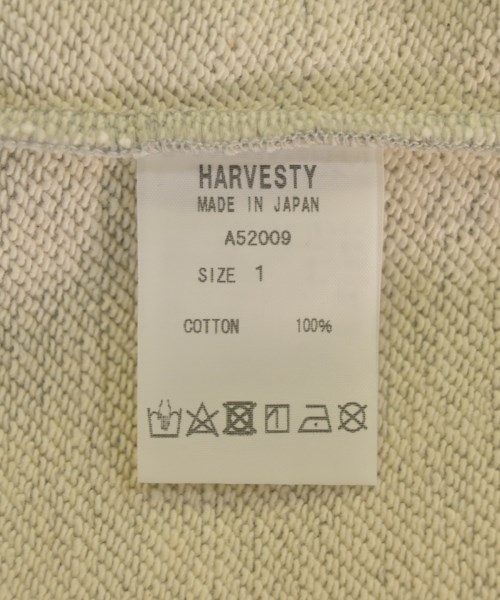 HARVESTY
MADE IN JAPAN
A52009
SIZE 1
COTTON 100%